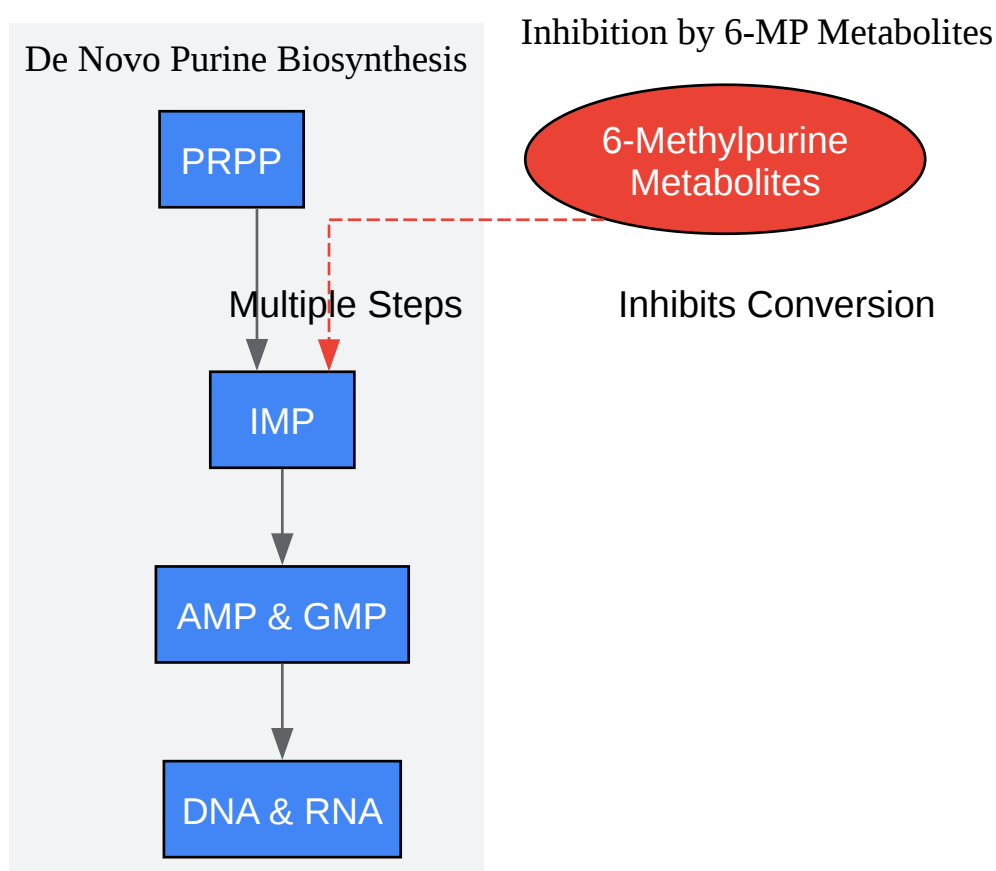 De Novo Purine Biosynthesis
PRPP
Multiple Steps
IMP
AMP & GMP
DNA & RNA
Inhibition by 6-MP Metabolites
6-Methylpurine
Metabolites
Inhibits Conversion